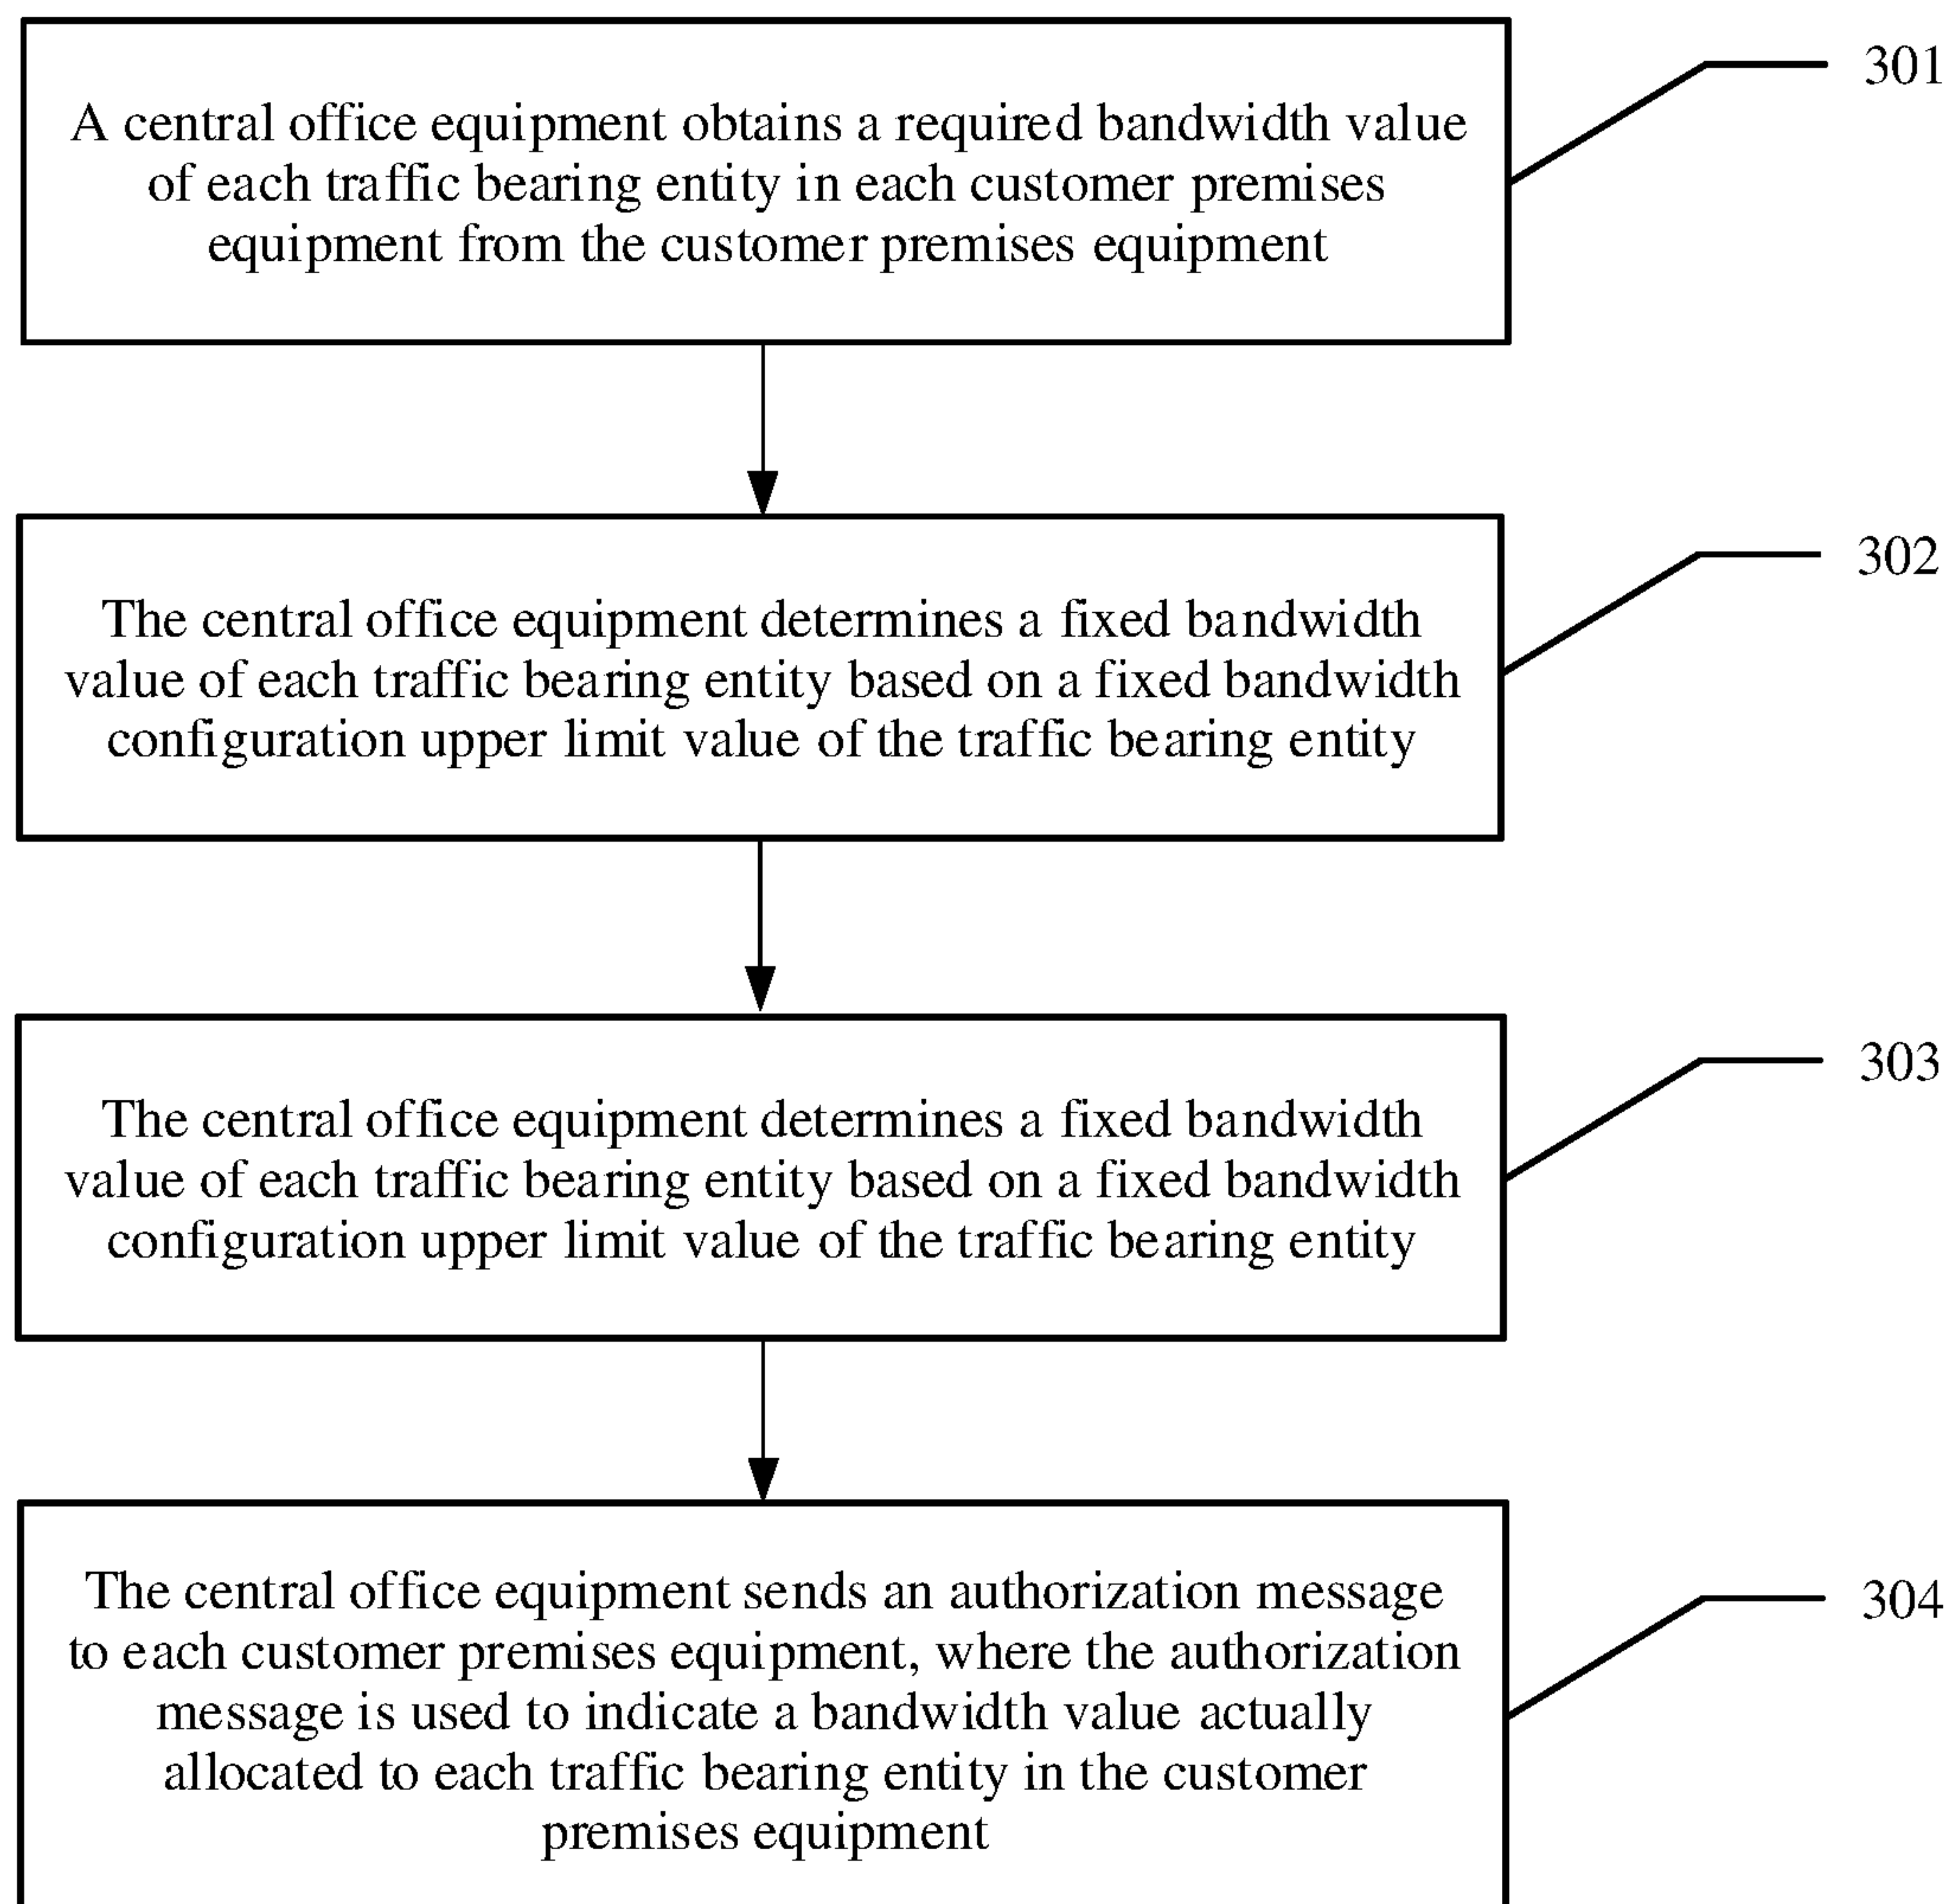 A central office equipment obtains a required bandwidth value
of each traffic bearing entity in each customer premises
equipment from the customer premises equipment
301
The central office equipment determines a fixed bandwidth
value of each traffic bearing entity based on a fixed bandwidth
configuration upper limit value of the traffic bearing entity
302
The central office equipment determines a fixed bandwidth
value of each traffic bearing entity based on a fixed bandwidth
configuration upper limit value of the traffic bearing entity
303
The central office equipment sends an authorization message
to each customer premises equipment, where the authorization
message is used to indicate a bandwidth value actually
allocated to each traffic bearing entity in the customer
premises equipment
304